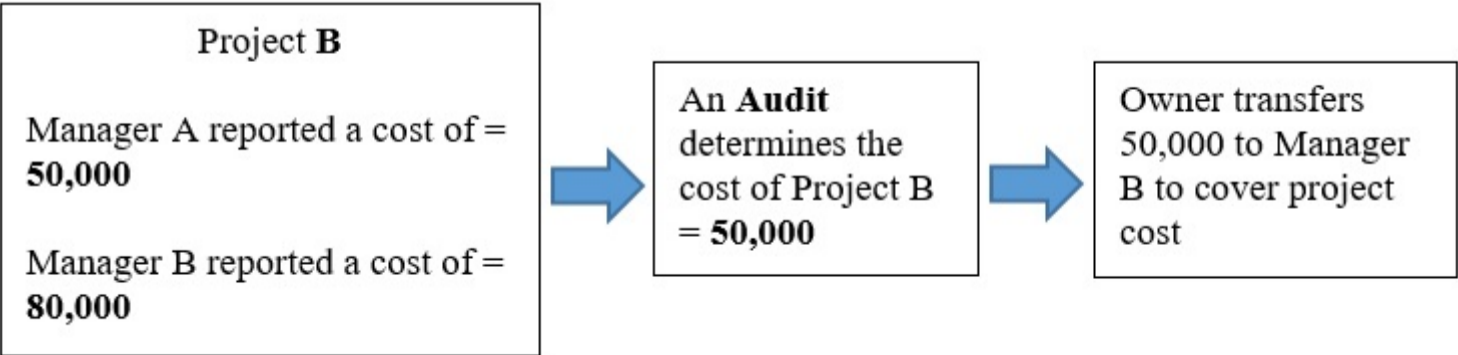 Project B
Manager A reported a cost of =
50,000
Manager B reported a cost of =
80,000
An Audit
determines the
cost of Project B
= 50,000
Owner transfers
50,000 to Manager
B to cover project
cost